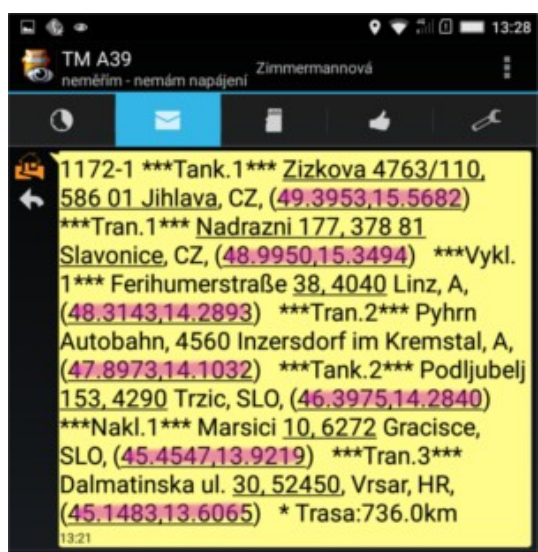 13:28
TM A39
neměřím - nemám napájení
Zimmermannová
1172-1 ***Tank.1*** Zizkova 4763/110,
586 01 Jihlava, CZ, (49.3953,15.5682)
***Tran.1*** Nadrazni 177, 378 81
Slavonice, CZ, (48.9950,15.3494) ***Vykl.
1*** Ferihumerstraße 38, 4040 Linz, A,
(48.3143,14.2893) ***Tran.2*** Pyhrn
Autobahn, 4560 Inzersdorf im Kremstal, A,
(47.8973,14.1032) ***Tank.2*** Podljubelj
153, 4290 Trzic, SLO, (46.3975,14.2840)
***Nakl.1*** Marsici 10, 6272 Gracisce,
SLO, (45.4547,13.9219) ***Tran.3***
Dalmatinska ul. 30, 52450, Vrsar, HR,
(45.1483,13.6065) * Trasa:736.0km
13:21